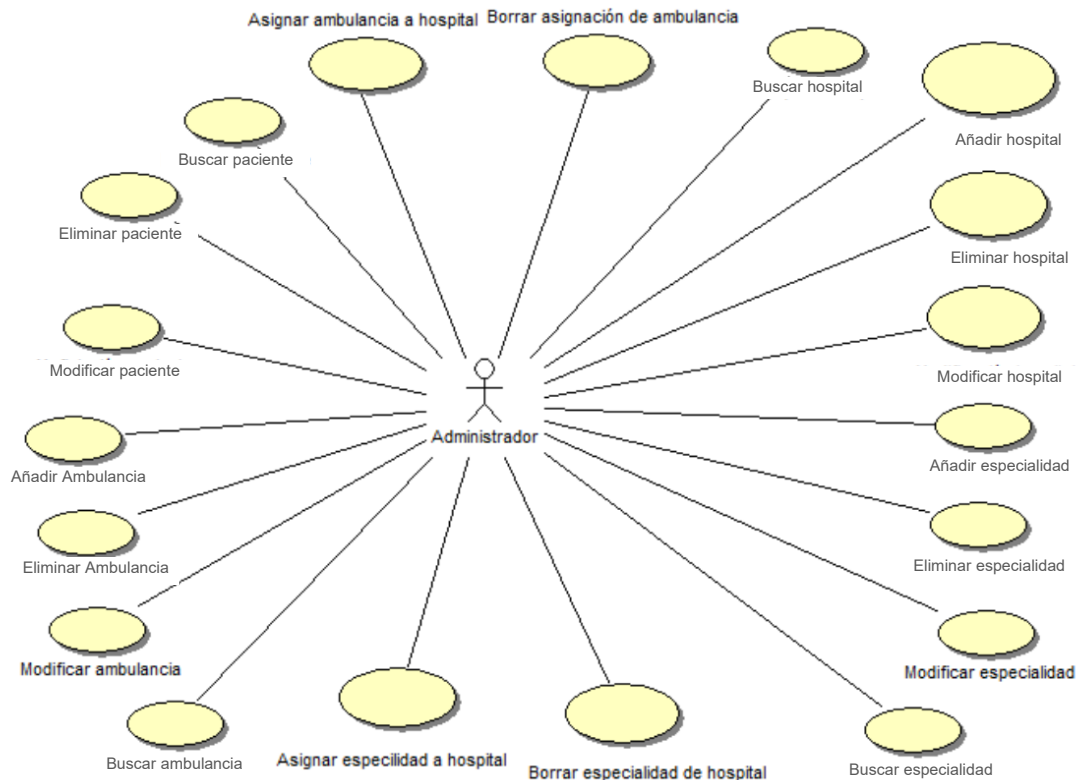 Asignar ambulancia a hospital
Borrar asignación de ambulancia
Buscar hospital
Añadir hospital
Buscar paciente
Eliminar paciente
Eliminar hospital
Modificar paciente
Modificar hospital
Administrador
Añadir Ambulancia
Añadir especialidad
Eliminar Ambulancia
Eliminar especialidad
Modificar ambulancia
Modificar especialidad
Buscar ambulancia
Asignar especilidad a hospital
Borrar especialidad de hospital
Buscar especialidad